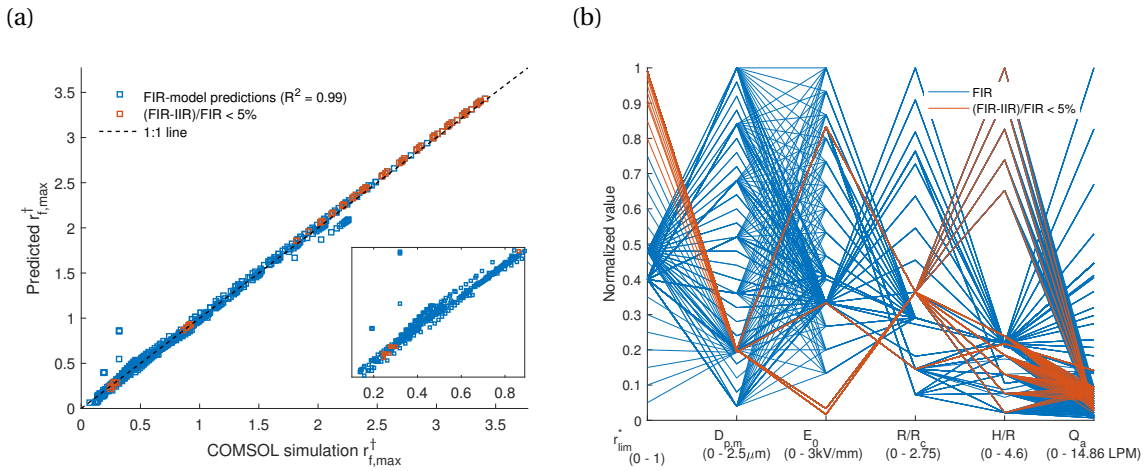 (a)
FIR-model predictions (R² = 0.99)
(FIR-IIR)/FIR < 5%
1:1 line
Predicted r†f,max
3.5
3
2.5
2
1.5
1
0.5
0
0 0.5 1 1.5 2 2.5 3 3.5
COMSOL simulation r†f,max
0.2 0.4 0.6 0.8
(b)
FIR
(FIR-IIR)/FIR < 5%
Normalized value
1
0.9
0.8
0.7
0.6
0.5
0.4
0.3
0.2
0.1
0
r*lim Dp,m E0 R/Rc H/R Qa
(0 - 1) (0 - 2.5μm) (0 - 3kV/mm) (0 - 2.75) (0 - 4.6) (0 - 14.86 LPM)